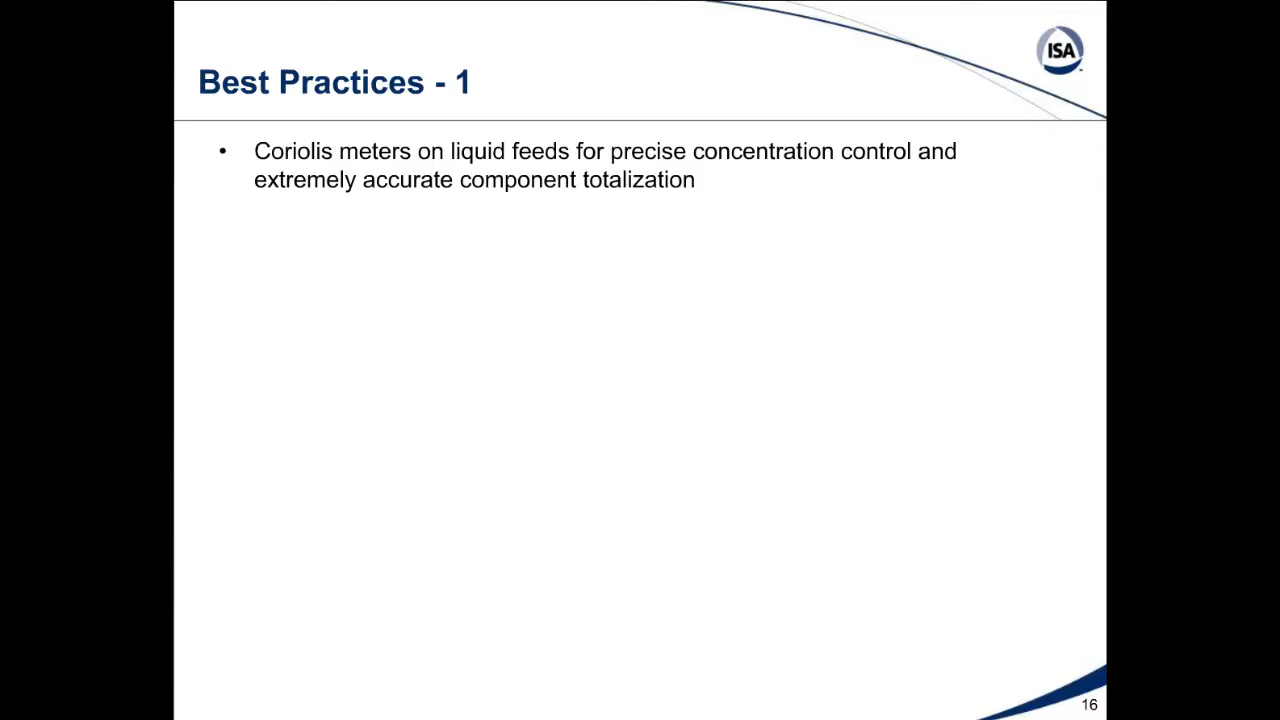 ISA
Best Practices - 1
• Coriolis meters on liquid feeds for precise concentration control and
extremely accurate component totalization
16